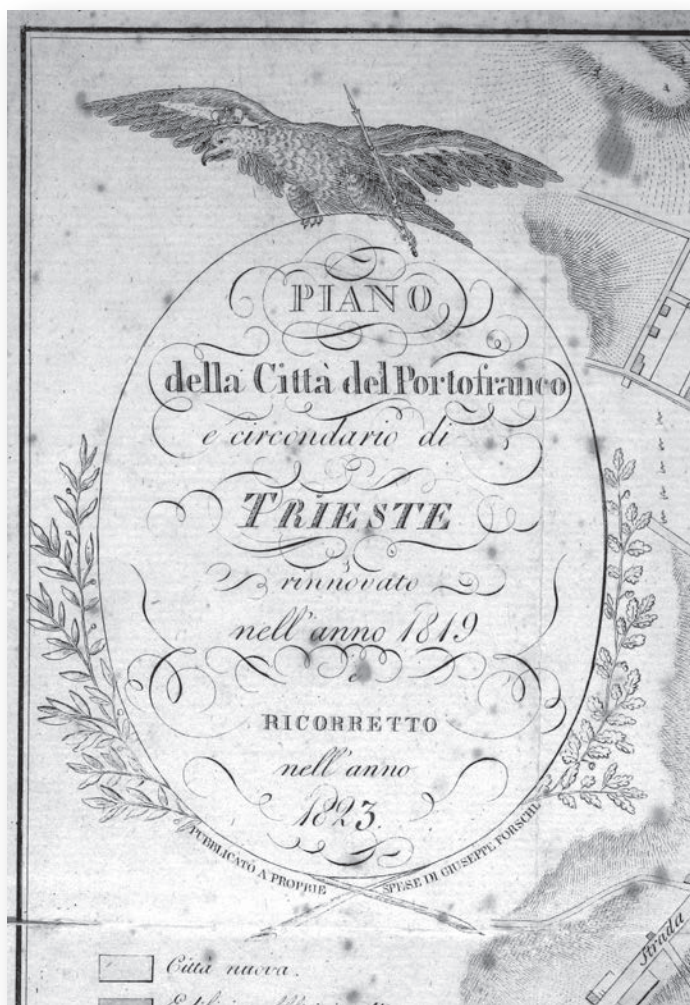 PIANO
della Città del Portofranco
e circondario di
TRIESTE
rinnovato
nell'anno 1819
RICORRETTO
nell'anno
1823.
PUBBLICATO A PROPRIE SPESE DI GIUSEPPE FORSCHL
Città nuova.
Strada